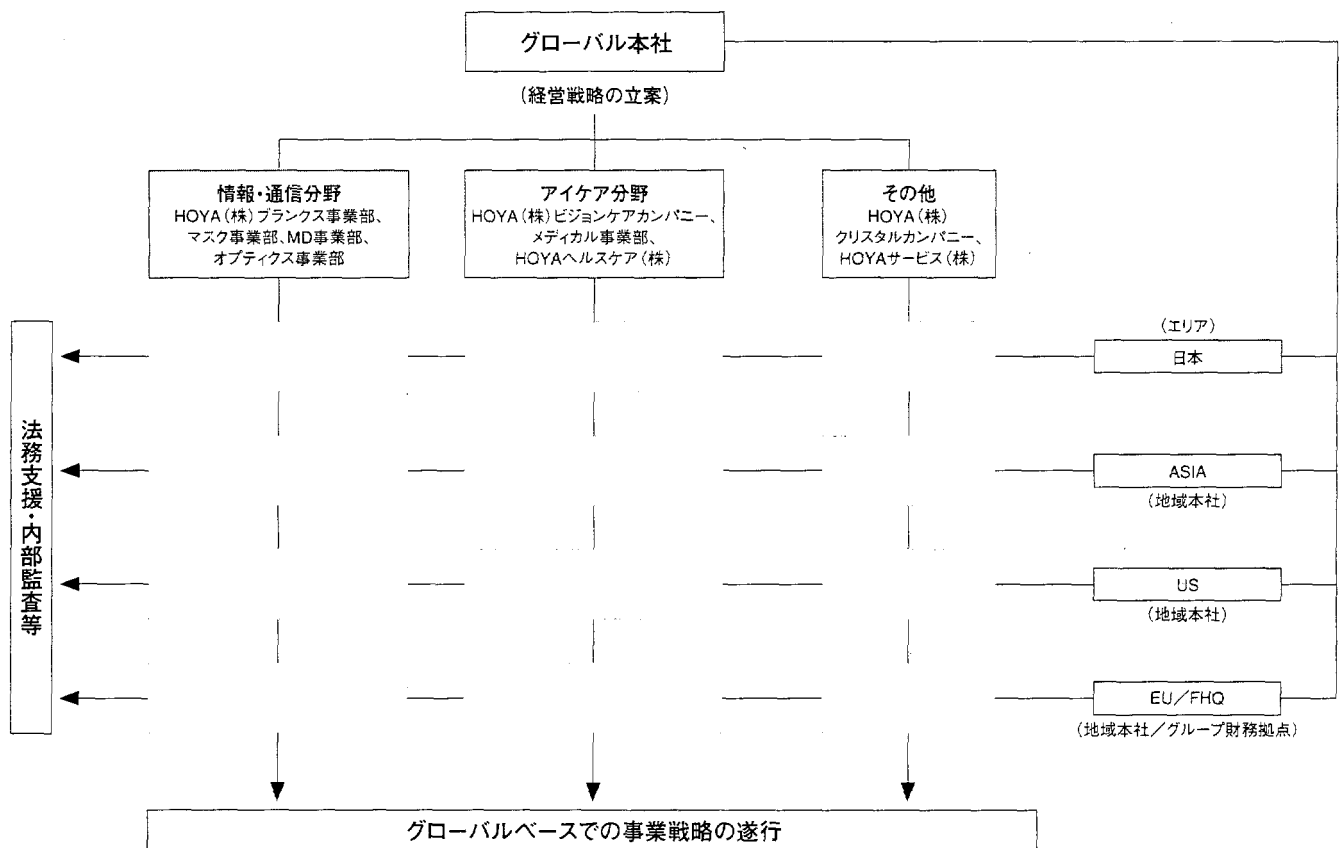 グローバル本社
(経営戦略の立案)
情報・通信分野
HOYA(株)ブランクス事業部、
マスク事業部、MD事業部、
オプティクス事業部
アイケア分野
HOYA(株)ビジョンケアカンパニー、
メディカル事業部、
HOYAヘルスケア(株)
その他
HOYA(株)
クリスタルカンパニー、
HOYAサービス(株)
(エリア)
日本
ASIA
(地域本社)
US
(地域本社)
EU/FHQ
(地域本社/グループ財務拠点)
法務支援・内部監査等
グローバルベースでの事業戦略の遂行